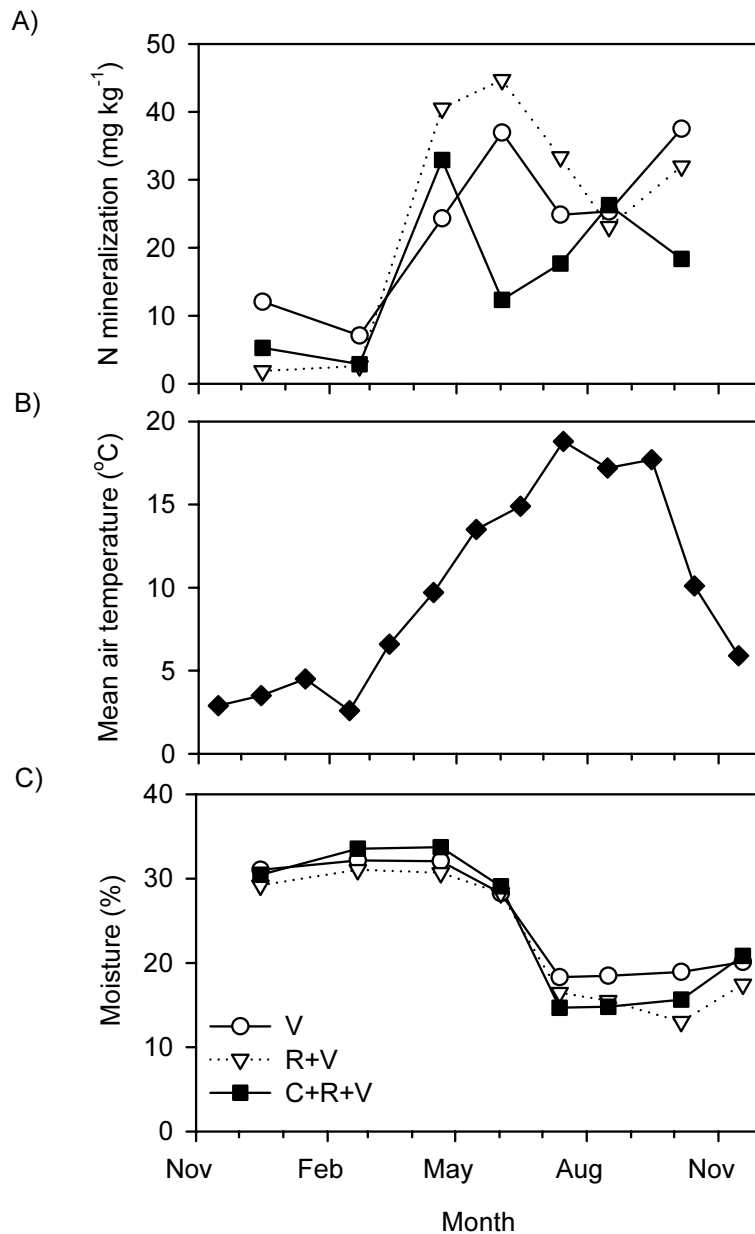 A)
N mineralization (mg kg⁻¹)
50
40
30
20
10
0
B)
Mean air temperature (°C)
20
15
10
5
0
C)
Moisture (%)
40
30
20
10
0
V
R+V
C+R+V
Nov Feb May Aug Nov
Month